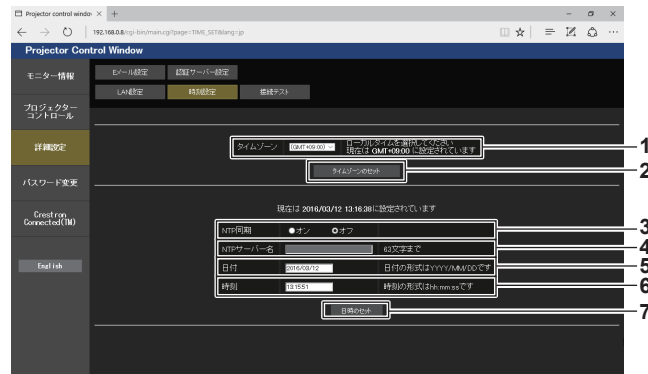 Projector control windov × +
192.168.0.8/cgi-bin/main.cgi?page=TIME_SET&lang=jp
Projector Control Window
モニター情報
Eメール設定 認証サーバー設定
LAN設定 時刻設定 接続テスト
プロジェクター
コントロール
詳細設定
パスワード変更
Crestron
Connected(TM)
English
タイムゾーン (GMT+09:00) ローカルタイムを選択してください
現在は GMT+09:00 に設定されています
1
タイムゾーンのセット 2
現在は 2016/03/12 13:16:38に設定されています
NTP同期 オン オフ 3
NTPサーバー名 63文字まで 4
日付 2016/03/12 日付の形式はYYYY/MM/DDです 5
時刻 13:15:51 時刻の形式はhh:mm:ssです 6
日時のセット 7